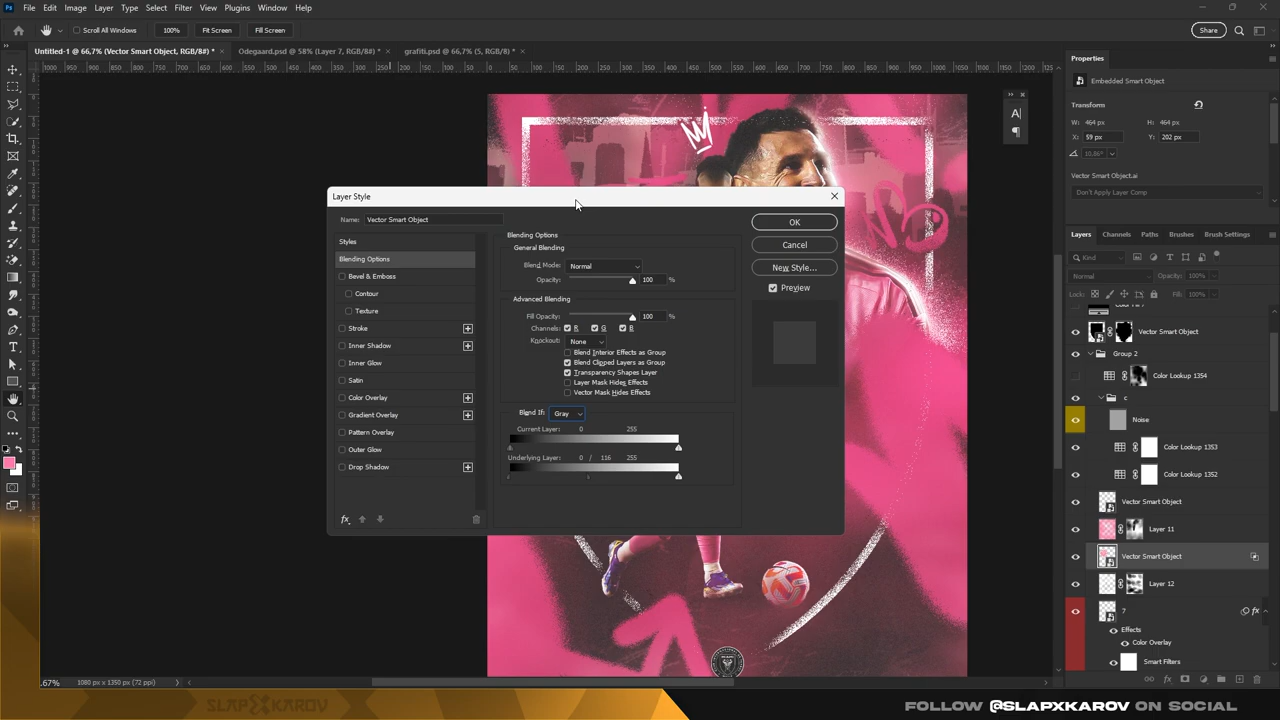 File Edit Image Layer Type Select Filter View Plugins Window Help
Scroll All Windows 100% Fit Screen Fill Screen Share
Untitled-1 @ 66,7% (Vector Smart Object, RGB/8#) * × Odegaard.psd @ 58% (Layer 7, RGB/8#) * × grafiti.psd @ 66,7% (5, RGB/8) * ×
Layer Style
Name: Vector Smart Object
Styles
Blending Options
Bevel & Emboss
Contour
Texture
Stroke
Inner Shadow
Inner Glow
Satin
Color Overlay
Gradient Overlay
Pattern Overlay
Outer Glow
Drop Shadow
fx
Blending Options
General Blending
Blend Mode: Normal
Opacity: 100 %
Advanced Blending
Fill Opacity: 100 %
Channels: R G B
Knockout: None
Blend Interior Effects as Group
Blend Clipped Layers as Group
Transparency Shapes Layer
Layer Mask Hides Effects
Vector Mask Hides Effects
Blend If: Gray
Current Layer: 0 255
Underlying Layer: 0 / 116 255
OK
Cancel
New Style...
Preview
Properties
Embedded Smart Object
Transform
W: 464 px H: 464 px
X: 59 px Y: 202 px
10,86°
Vector Smart Object.ai
Don't Apply Layer Comp
Layers Channels Paths Brushes Brush Settings
Kind
Normal Opacity: 100%
Lock: Fill: 100%
Vector Smart Object
Group 2
Color Lookup 1354
c
Noise
Color Lookup 1353
Color Lookup 1352
Vector Smart Object
Layer 11
Vector Smart Object
Layer 12
7 fx
Effects
Color Overlay
Smart Filters
.67% 1080 px x 1350 px (72 ppi)
SLAPXKAROV
FOLLOW @SLAPXKAROV ON SOCIAL